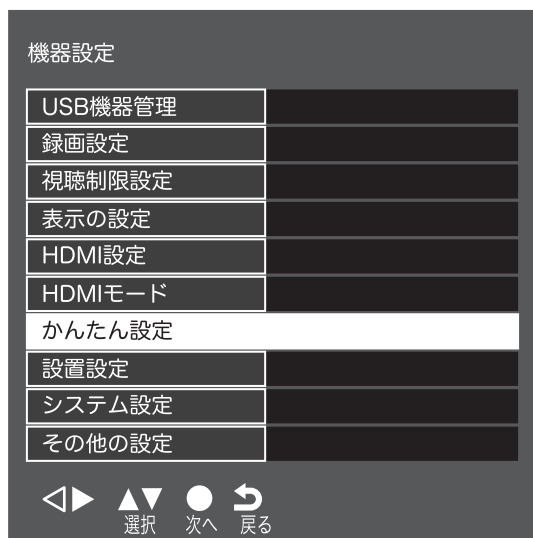 機器設定
USB機器管理
録画設定
視聴制限設定
表示の設定
HDMI設定
HDMIモード
かんたん設定
設置設定
システム設定
その他の設定
選択 次へ 戻る